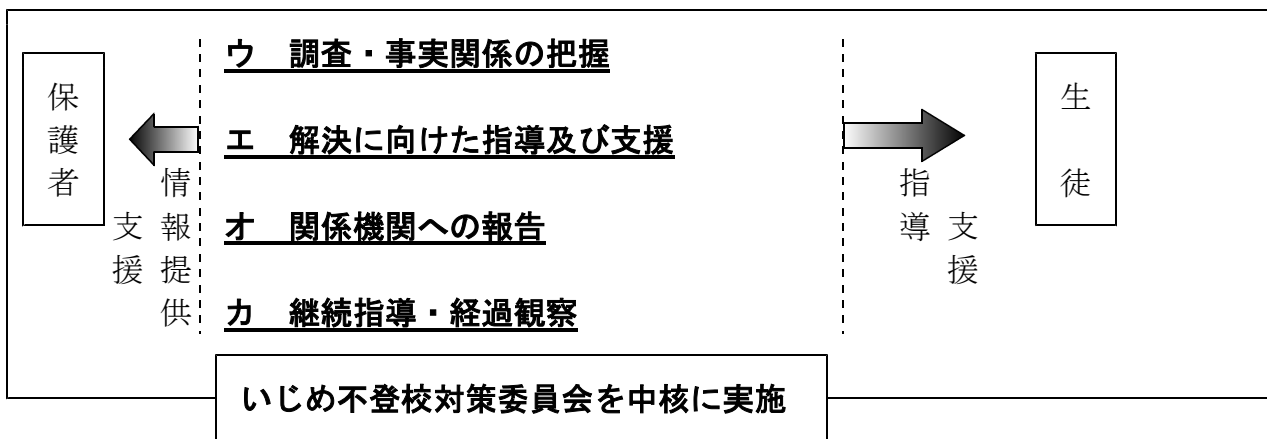 保護者
情報提供
支援
ウ 調査・事実関係の把握
エ 解決に向けた指導及び支援
オ 関係機関への報告
カ 継続指導・経過観察
指導
支援
生徒
いじめ不登校対策委員会を中核に実施